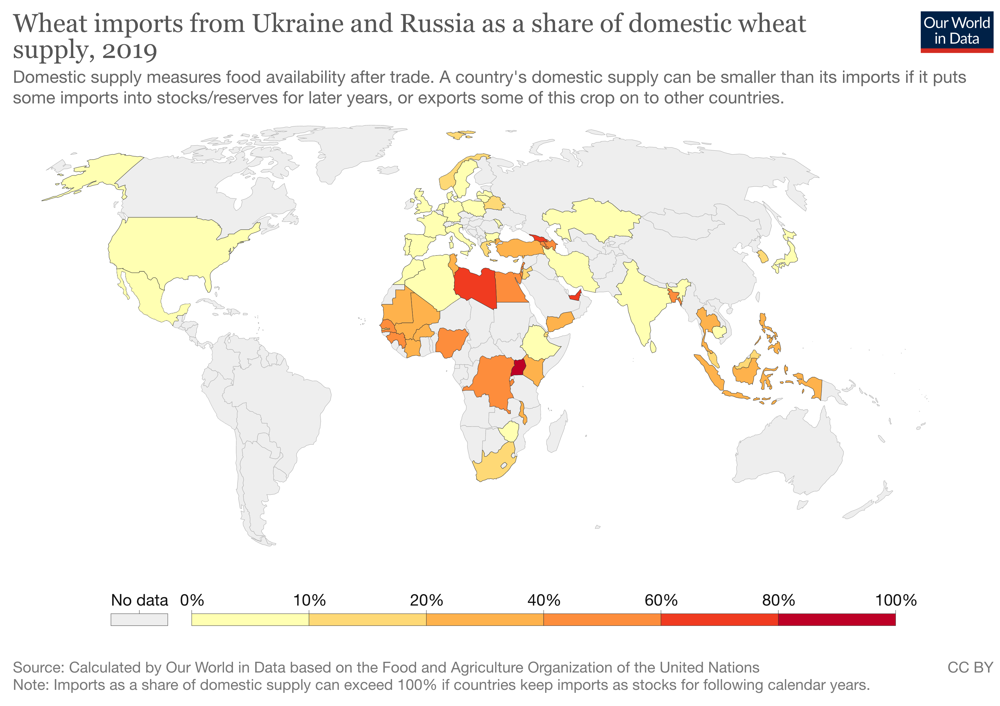 Wheat imports from Ukraine and Russia as a share of domestic wheat
supply, 2019
Our World
in Data
Domestic supply measures food availability after trade. A country's domestic supply can be smaller than its imports if it puts
some imports into stocks/reserves for later years, or exports some of this crop on to other countries.
No data 0% 10% 20% 40% 60% 80% 100%
Source: Calculated by Our World in Data based on the Food and Agriculture Organization of the United Nations CC BY
Note: Imports as a share of domestic supply can exceed 100% if countries keep imports as stocks for following calendar years.